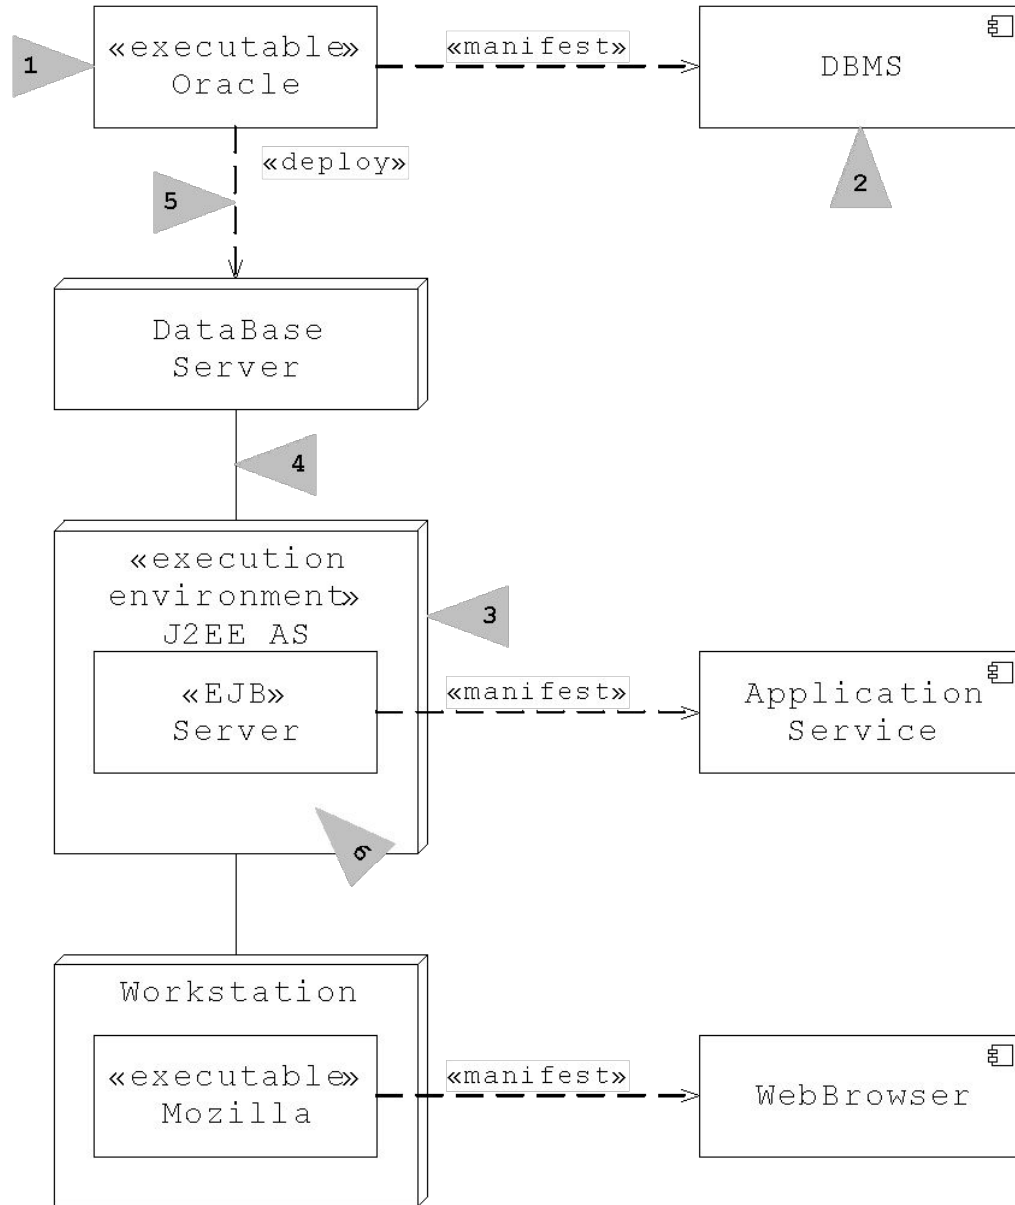 «executable»
Oracle
«manifest»
DBMS
1
2
«deploy»
5
DataBase
Server
4
«execution
environment»
J2EE AS
3
«EJB»
Server
«manifest»
Application
Service
6
Workstation
«executable»
Mozilla
«manifest»
WebBrowser